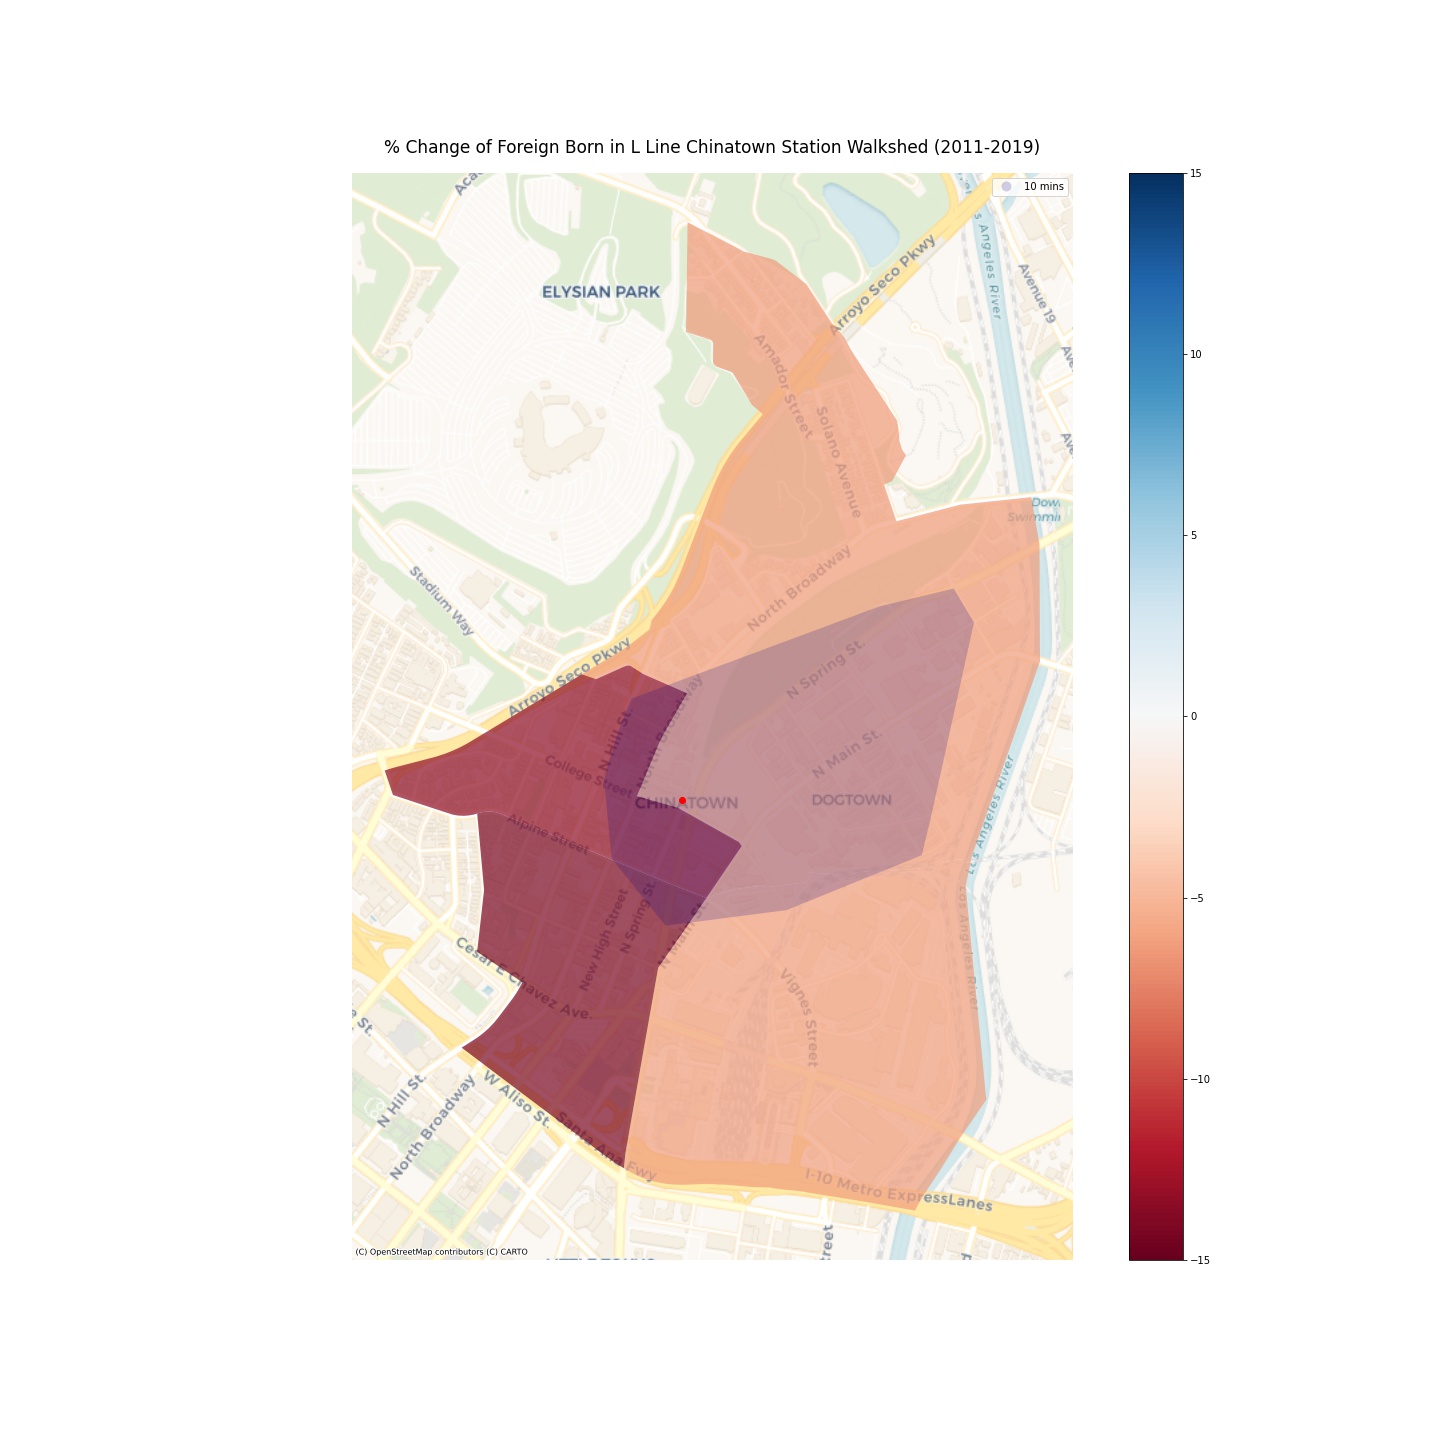 % Change of Foreign Born in L Line Chinatown Station Walkshed (2011-2019)
10 mins
15
10
5
0
−5
−10
−15
ELYSIAN PARK
Arroyo Seco Pkwy
Avenue 19
s Angeles River
Amador Street
Solano Avenue
Dow
Swimmi
North Broadway
Stadium Way
Arroyo Seco Pkwy
N Spring St.
N Hill St.
North Broadway
College Street
N Main St.
CHINATOWN
DOGTOWN
Los Angeles River
Alpine Street
New High Street
N Spring St.
N Main St.
Los Angeles River
Cesar E Chavez Ave.
Vignes Street
N Hill St.
North Broadway
W Aliso St.
Santa Ana Fwy
I-10 Metro ExpressLanes
treet
(C) OpenStreetMap contributors (C) CARTO